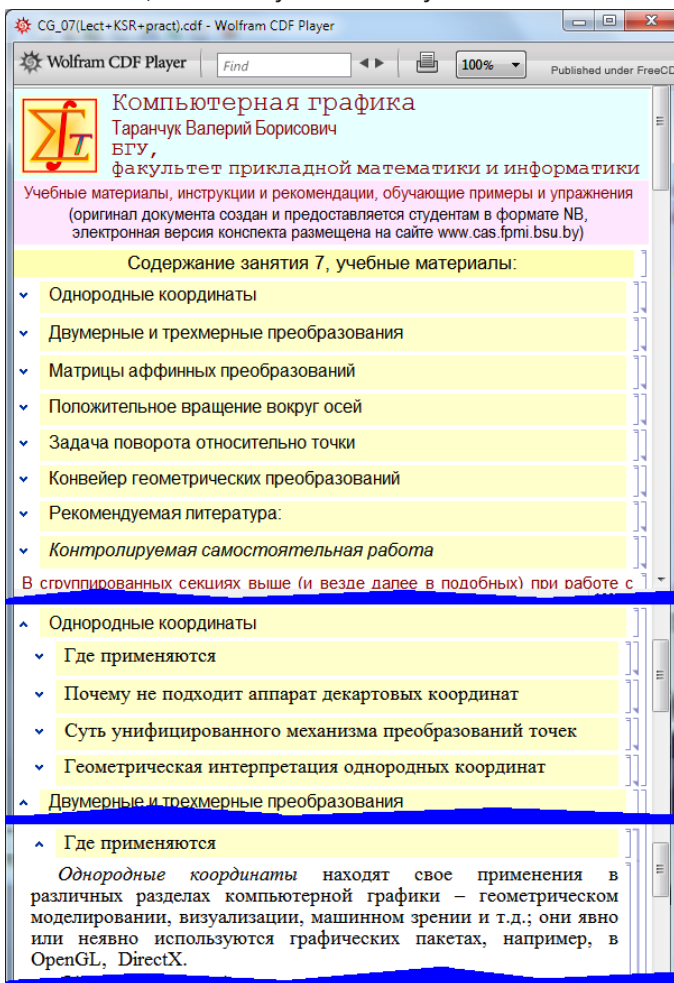 CG_07(Lect+KSR+pract).cdf - Wolfram CDF Player
Wolfram CDF Player
Find
100%
Published under FreeCD
Компьютерная графика
Таранчук Валерий Борисович
БГУ,
факультет прикладной математики и информатики
Учебные материалы, инструкции и рекомендации, обучающие примеры и упражнения
(оригинал документа создан и предоставляется студентам в формате NB,
электронная версия конспекта размещена на сайте www.cas.fpmi.bsu.by)
Содержание занятия 7, учебные материалы:
Однородные координаты
Двумерные и трехмерные преобразования
Матрицы аффинных преобразований
Положительное вращение вокруг осей
Задача поворота относительно точки
Конвейер геометрических преобразований
Рекомендуемая литература:
Контролируемая самостоятельная работа
В сгруппированных секциях выше (и везде далее в подобных) при работе с
Однородные координаты
Где применяются
Почему не подходит аппарат декартовых координат
Суть унифицированного механизма преобразований точек
Геометрическая интерпретация однородных координат
Двумерные и трехмерные преобразования
Где применяются
Однородные координаты находят свое применения в
различных разделах компьютерной графики – геометрическом
моделировании, визуализации, машинном зрении и т.д.; они явно
или неявно используются графических пакетах, например, в
OpenGL, DirectX.